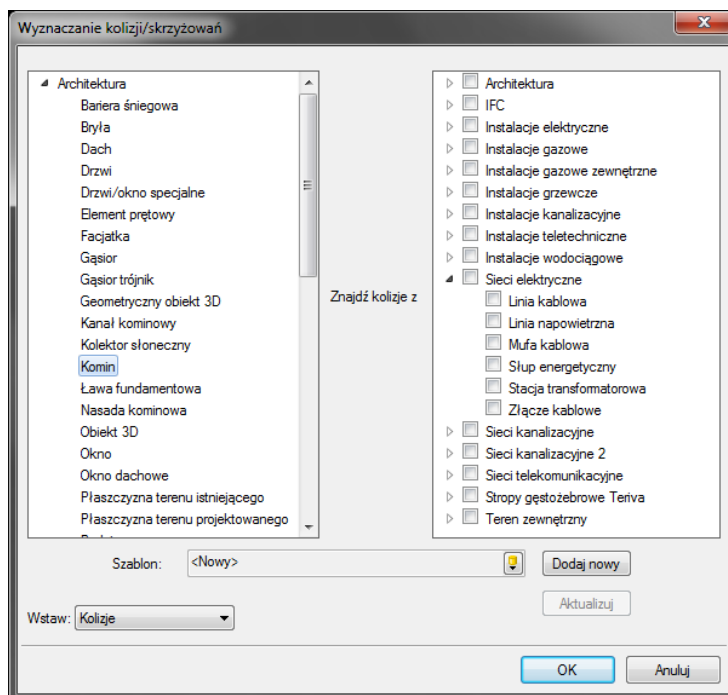 Wyznaczanie kolizji/skrzyżowań
Architektura
Bariera śniegowa
Bryła
Dach
Drzwi
Drzwi/okno specjalne
Element prętowy
Facjatka
Gąsior
Gąsior trójnik
Geometryczny obiekt 3D
Kanał kominowy
Kolektor słoneczny
Komin
Ława fundamentowa
Nasada kominowa
Obiekt 3D
Okno
Okno dachowe
Płaszczyzna terenu istniejącego
Płaszczyzna terenu projektowanego
Znajdź kolizje z
Architektura
IFC
Instalacje elektryczne
Instalacje gazowe
Instalacje gazowe zewnętrzne
Instalacje grzewcze
Instalacje kanalizacyjne
Instalacje teletechniczne
Instalacje wodociągowe
Sieci elektryczne
Linia kablowa
Linia napowietrzna
Mufa kablowa
Słup energetyczny
Stacja transformatorowa
Złącze kablowe
Sieci kanalizacyjne
Sieci kanalizacyjne 2
Sieci telekomunikacyjne
Stropy gęstożebrowe Teriva
Teren zewnętrzny
Szablon: <Nowy> Dodaj nowy
Aktualizuj
Wstaw: Kolizje
OK Anuluj